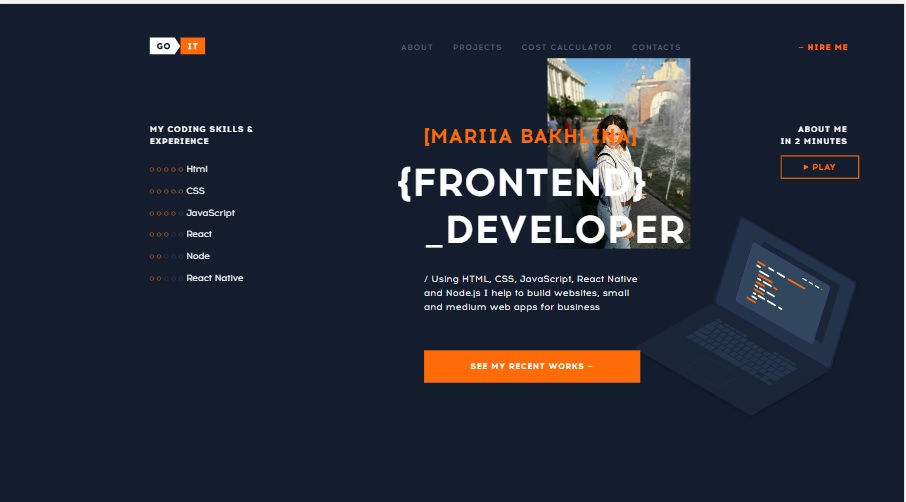 GO IT
ABOUT PROJECTS COST CALCULATOR CONTACTS
– HIRE ME
MY CODING SKILLS &
EXPERIENCE
Html
CSS
JavaScript
React
Node
React Native
[MARIIA BAKHLINA]
{FRONTEND}
_DEVELOPER
/ Using HTML, CSS, JavaScript, React Native
and Node.js I help to build websites, small
and medium web apps for business
SEE MY RECENT WORKS –
ABOUT ME
IN 2 MINUTES
PLAY